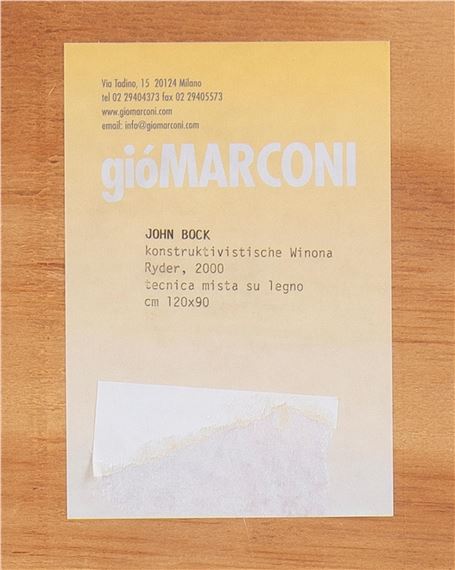 Via Tadino, 15 20124 Milano
tel 02 29404373 fax 02 29405573
www.giomarconi.com
email: info@giomarconi.com
gióMARCONI
JOHN BOCK
konstruktivistische Winona
Ryder, 2000
tecnica mista su legno
cm 120x90